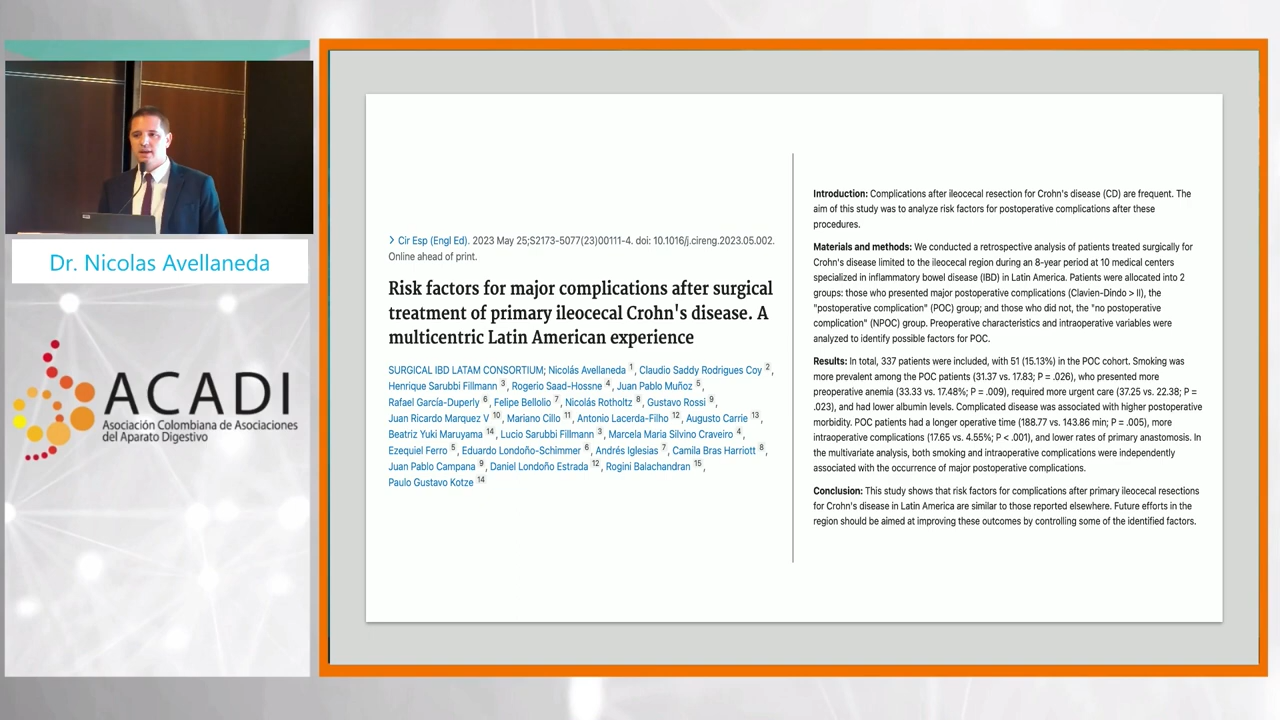 Dr. Nicolas Avellaneda
ACADI
Asociación Colombiana de Asociaciones
del Aparato Digestivo
Cir Esp (Engl Ed). 2023 May 25;S2173-5077(23)00111-4. doi: 10.1016/j.cireng.2023.05.002.
Online ahead of print.
Risk factors for major complications after surgical
treatment of primary ileocecal Crohn's disease. A
multicentric Latin American experience
SURGICAL IBD LATAM CONSORTIUM; Nicolás Avellaneda 1, Claudio Saddy Rodrigues Coy 2,
Henrique Sarubbi Fillmann 3, Rogerio Saad-Hossne 4, Juan Pablo Muñoz 5,
Rafael García-Duperly 6, Felipe Bellolio 7, Nicolás Rotholtz 8, Gustavo Rossi 9,
Juan Ricardo Marquez V 10, Mariano Cillo 11, Antonio Lacerda-Filho 12, Augusto Carrie 13,
Beatriz Yuki Maruyama 14, Lucio Sarubbi Fillmann 3, Marcela Maria Silvino Craveiro 4,
Ezequiel Ferro 5, Eduardo Londoño-Schimmer 6, Andrés Iglesias 7, Camila Bras Harriott 8,
Juan Pablo Campana 9, Daniel Londoño Estrada 12, Rogini Balachandran 15,
Paulo Gustavo Kotze 14
Introduction: Complications after ileocecal resection for Crohn's disease (CD) are frequent. The
aim of this study was to analyze risk factors for postoperative complications after these
procedures.
Materials and methods: We conducted a retrospective analysis of patients treated surgically for
Crohn's disease limited to the ileocecal region during an 8-year period at 10 medical centers
specialized in inflammatory bowel disease (IBD) in Latin America. Patients were allocated into 2
groups: those who presented major postoperative complications (Clavien-Dindo > II), the
"postoperative complication" (POC) group; and those who did not, the "no postoperative
complication" (NPOC) group. Preoperative characteristics and intraoperative variables were
analyzed to identify possible factors for POC.
Results: In total, 337 patients were included, with 51 (15.13%) in the POC cohort. Smoking was
more prevalent among the POC patients (31.37 vs. 17.83; P = .026), who presented more
preoperative anemia (33.33 vs. 17.48%; P = .009), required more urgent care (37.25 vs. 22.38; P =
.023), and had lower albumin levels. Complicated disease was associated with higher postoperative
morbidity. POC patients had a longer operative time (188.77 vs. 143.86 min; P = .005), more
intraoperative complications (17.65 vs. 4.55%; P < .001), and lower rates of primary anastomosis. In
the multivariate analysis, both smoking and intraoperative complications were independently
associated with the occurrence of major postoperative complications.
Conclusion: This study shows that risk factors for complications after primary ileocecal resections
for Crohn's disease in Latin America are similar to those reported elsewhere. Future efforts in the
region should be aimed at improving these outcomes by controlling some of the identified factors.